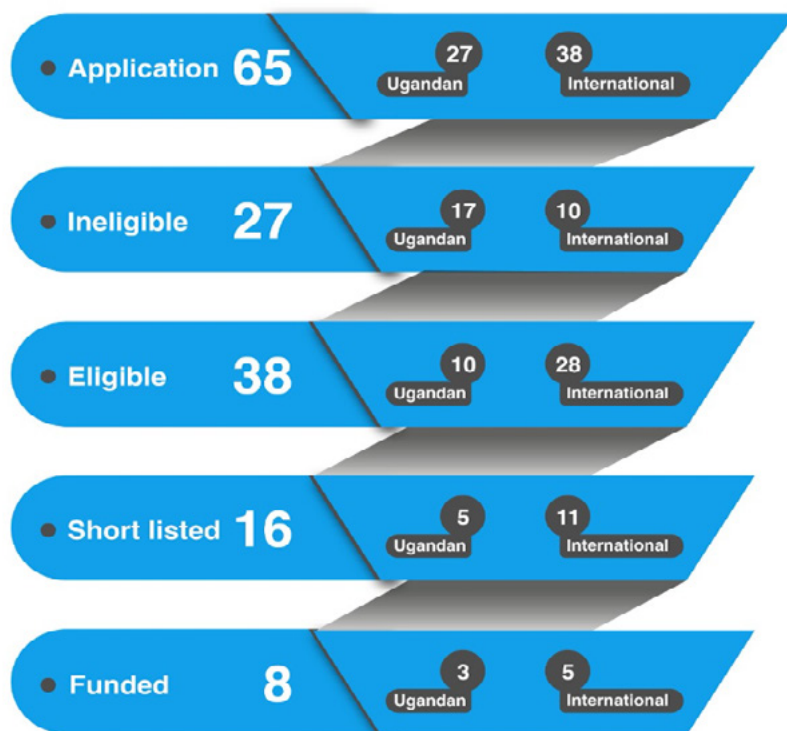 Application 65
27 38
Ugandan International
Ineligible 27
17 10
Ugandan International
Eligible 38
10 28
Ugandan International
Short listed 16
5 11
Ugandan International
Funded 8
3 5
Ugandan International